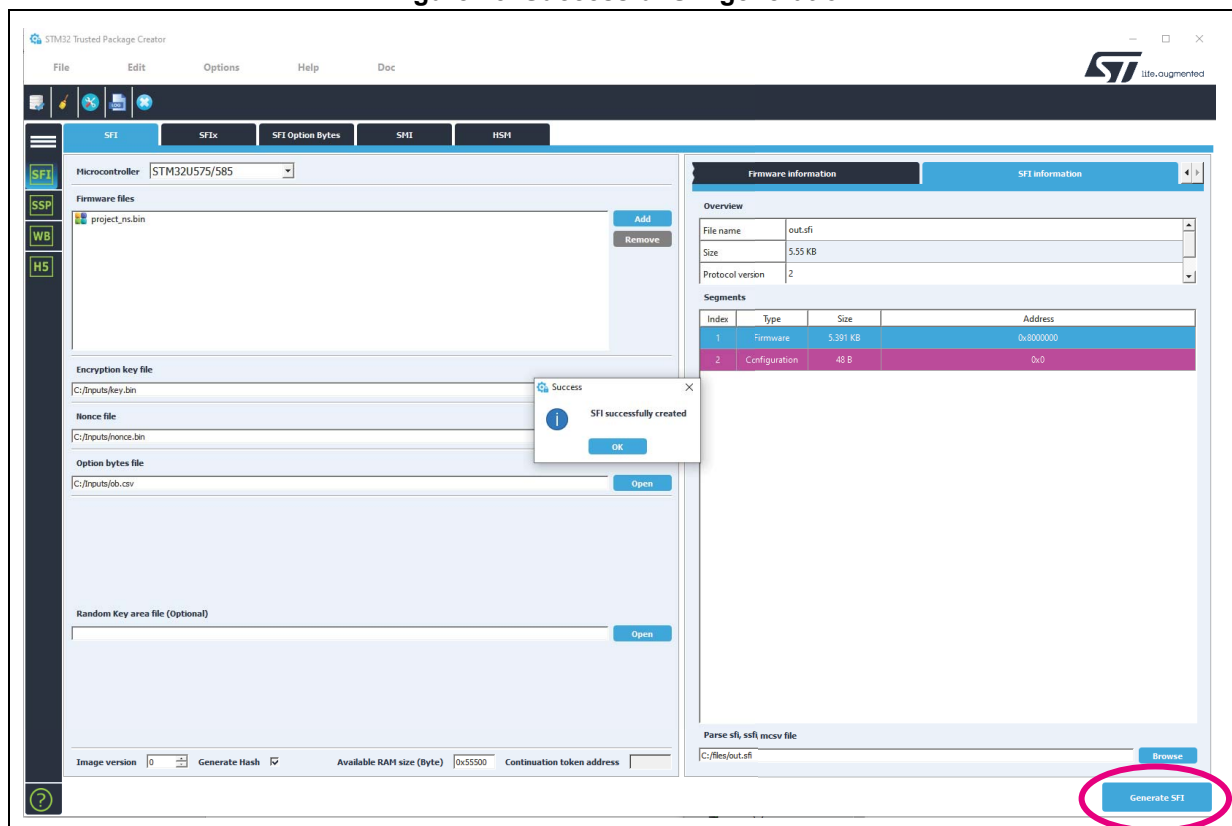 STM32 Trusted Package Creator
File Edit Options Help Doc
ST life.augmented
LOG
SFI SFIx SFI Option Bytes SMI HSM
SFI
SSP
WB
H5
Microcontroller STM32U575/585
Firmware files
project_ns.bin
Add
Remove
Encryption key file
C:/Inputs/key.bin
Nonce file
C:/Inputs/nonce.bin
Option bytes file
C:/Inputs/ob.csv Open
Random Key area file (Optional)
Open
Image version 0 Generate Hash Available RAM size (Byte) 0x55500 Continuation token address
Success
SFI successfully created
OK
Firmware information SFI information
Overview
File name out.sfi
Size 5.55 KB
Protocol version 2
Segments
Index Type Size Address
1 Firmware 5.391 KB 0x8000000
2 Configuration 48 B 0x0
Parse sfi, ssfi, mcsv file
C:/files/out.sfi Browse
Generate SFI